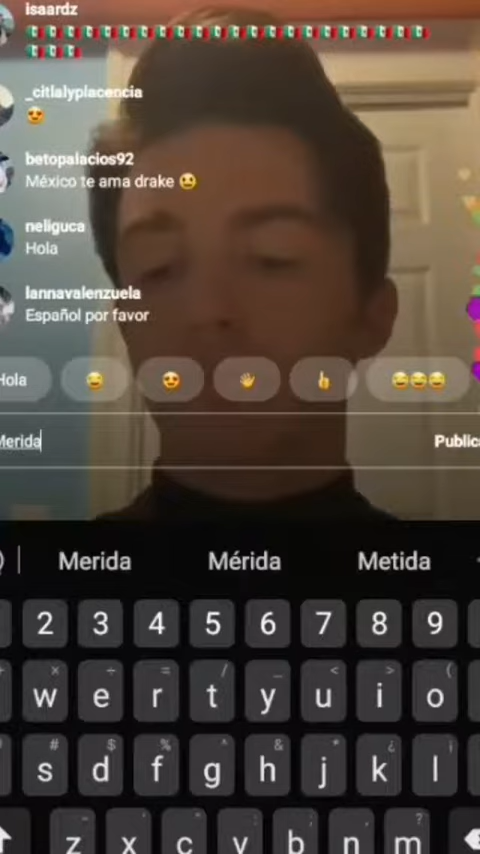 isaardz
🇲🇽🇲🇽🇲🇽🇲🇽🇲🇽🇲🇽🇲🇽🇲🇽🇲🇽🇲🇽🇲🇽🇲🇽🇲🇽🇲🇽🇲🇽🇲🇽🇲🇽🇲🇽🇲🇽🇲🇽
🇲🇽🇲🇽🇲🇽
_citlalyplacencia
😍
betopalacios92
México te ama drake 😉
neliguca
Hola
lannavalenzuela
Español por favor
Hola 😂 😍 👋 👍 😂😂😂
Merida Public
Merida Mérida Metida
2 3 4 5 6 7 8 9
w e r t y u i o
s d f g h j k l
z x c v b n m